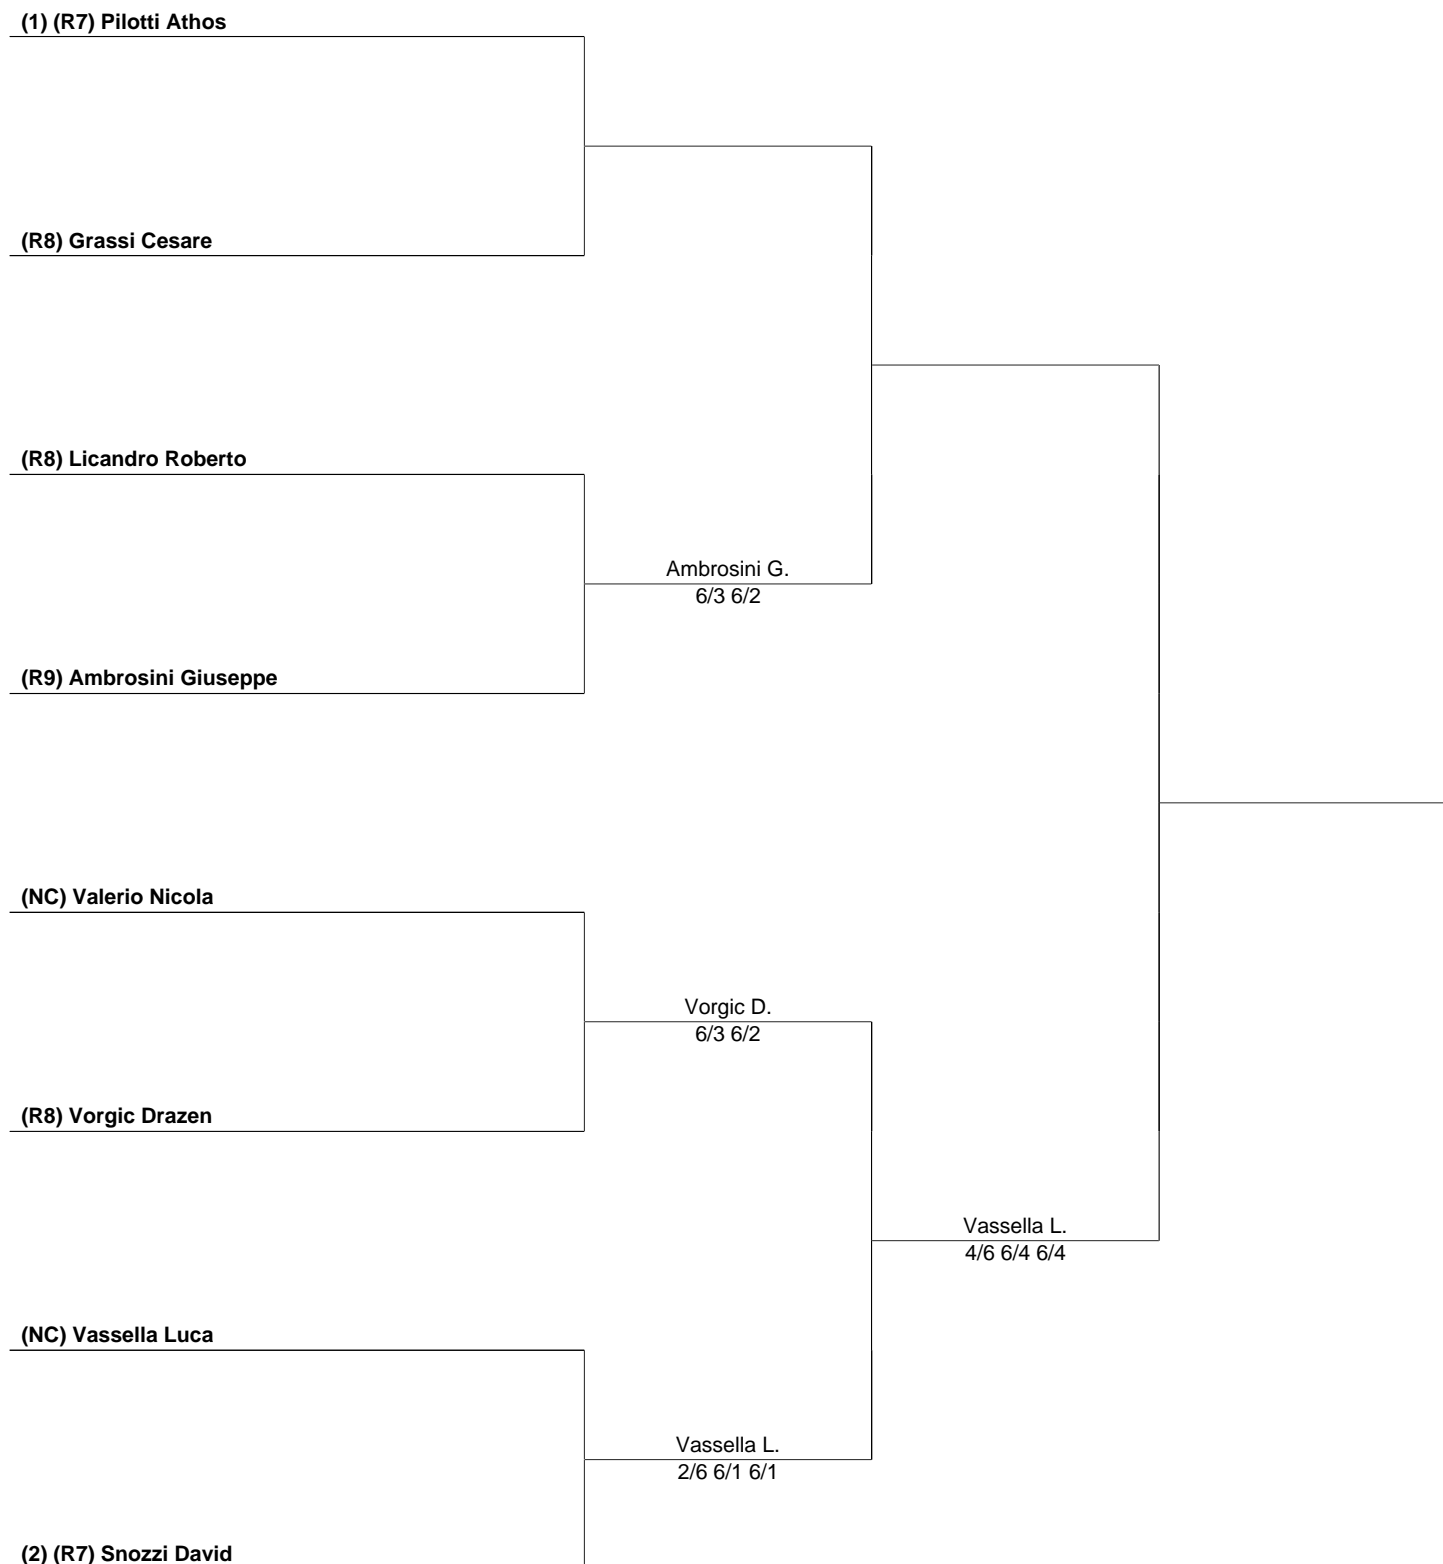 (1) (R7) Pilotti Athos
(R8) Grassi Cesare
(R8) Licandro Roberto
Ambrosini G.
6/3 6/2
(R9) Ambrosini Giuseppe
(NC) Valerio Nicola
Vorgic D.
6/3 6/2
(R8) Vorgic Drazen
Vassella L.
4/6 6/4 6/4
(NC) Vassella Luca
Vassella L.
2/6 6/1 6/1
(2) (R7) Snozzi David